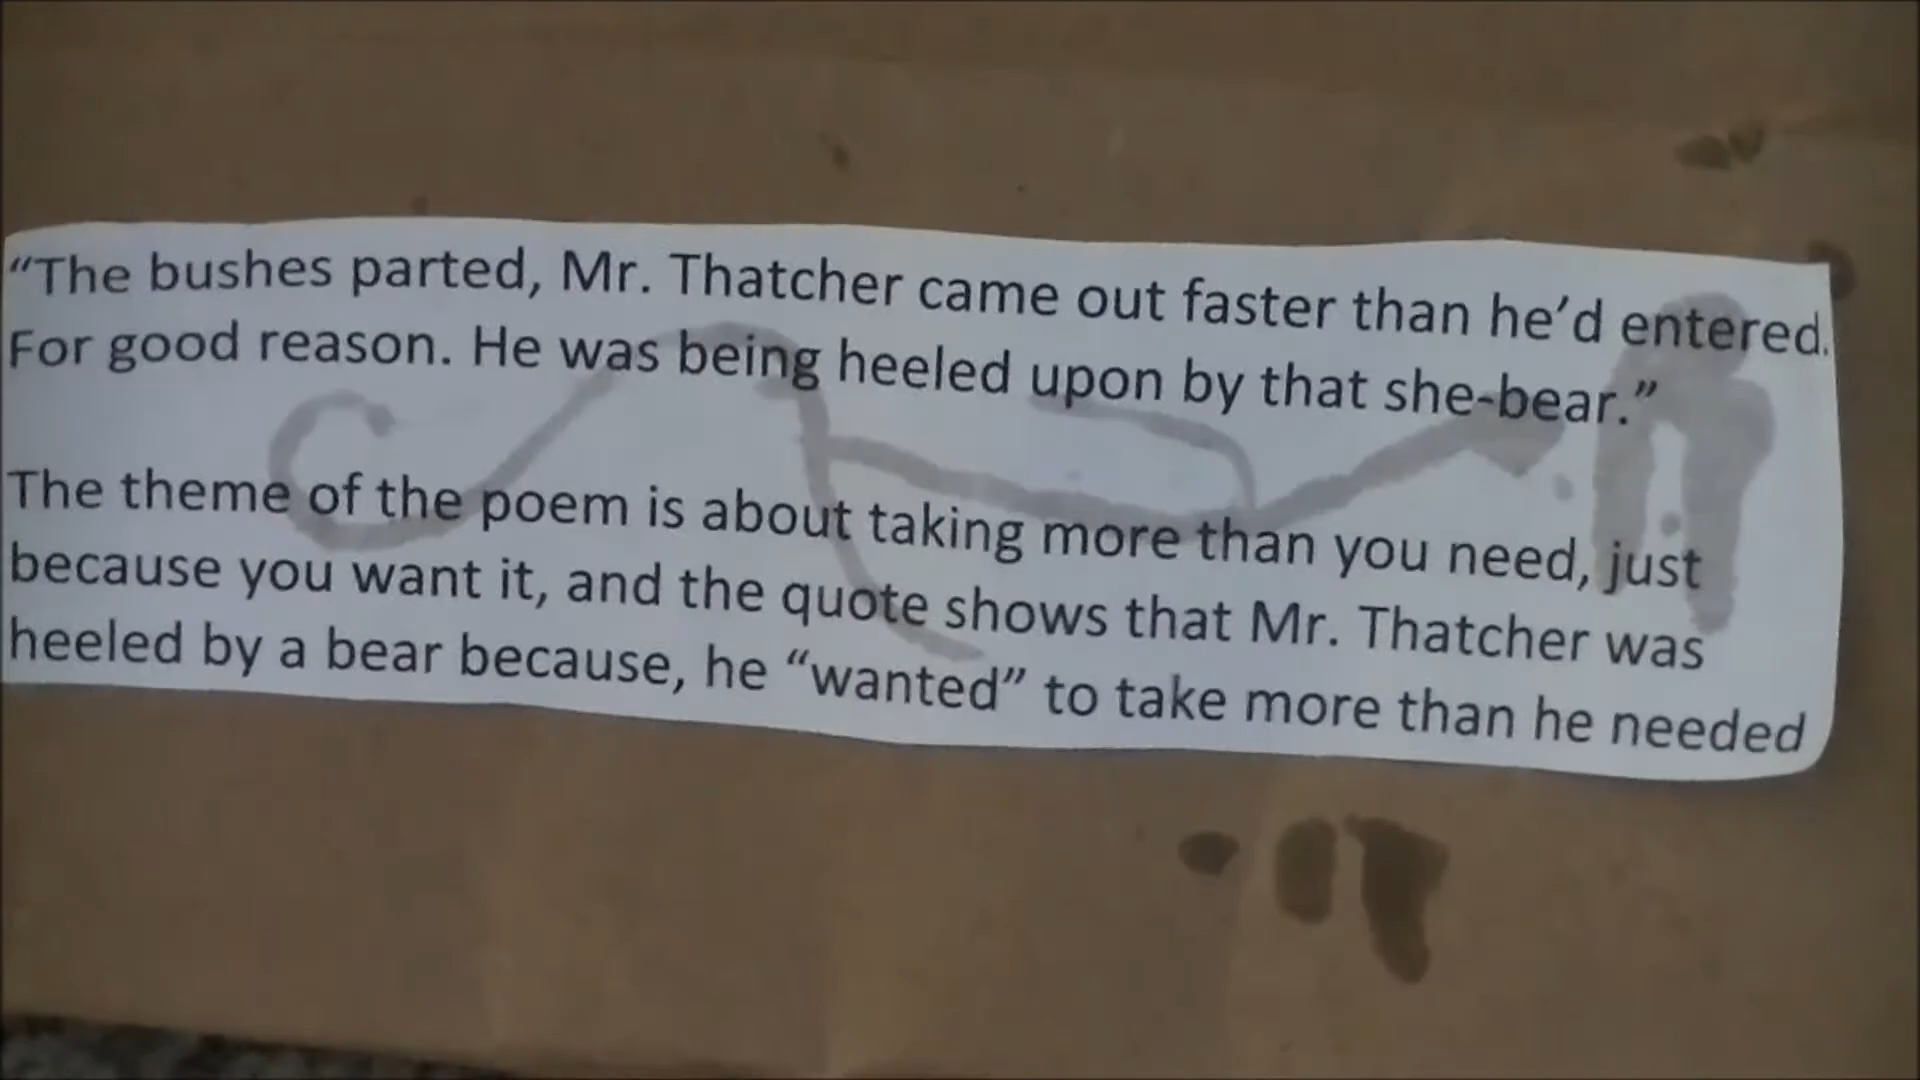 “The bushes parted, Mr. Thatcher came out faster than he’d entered.
For good reason. He was being heeled upon by that she-bear.”
The theme of the poem is about taking more than you need, just
because you want it, and the quote shows that Mr. Thatcher was
heeled by a bear because, he “wanted” to take more than he needed